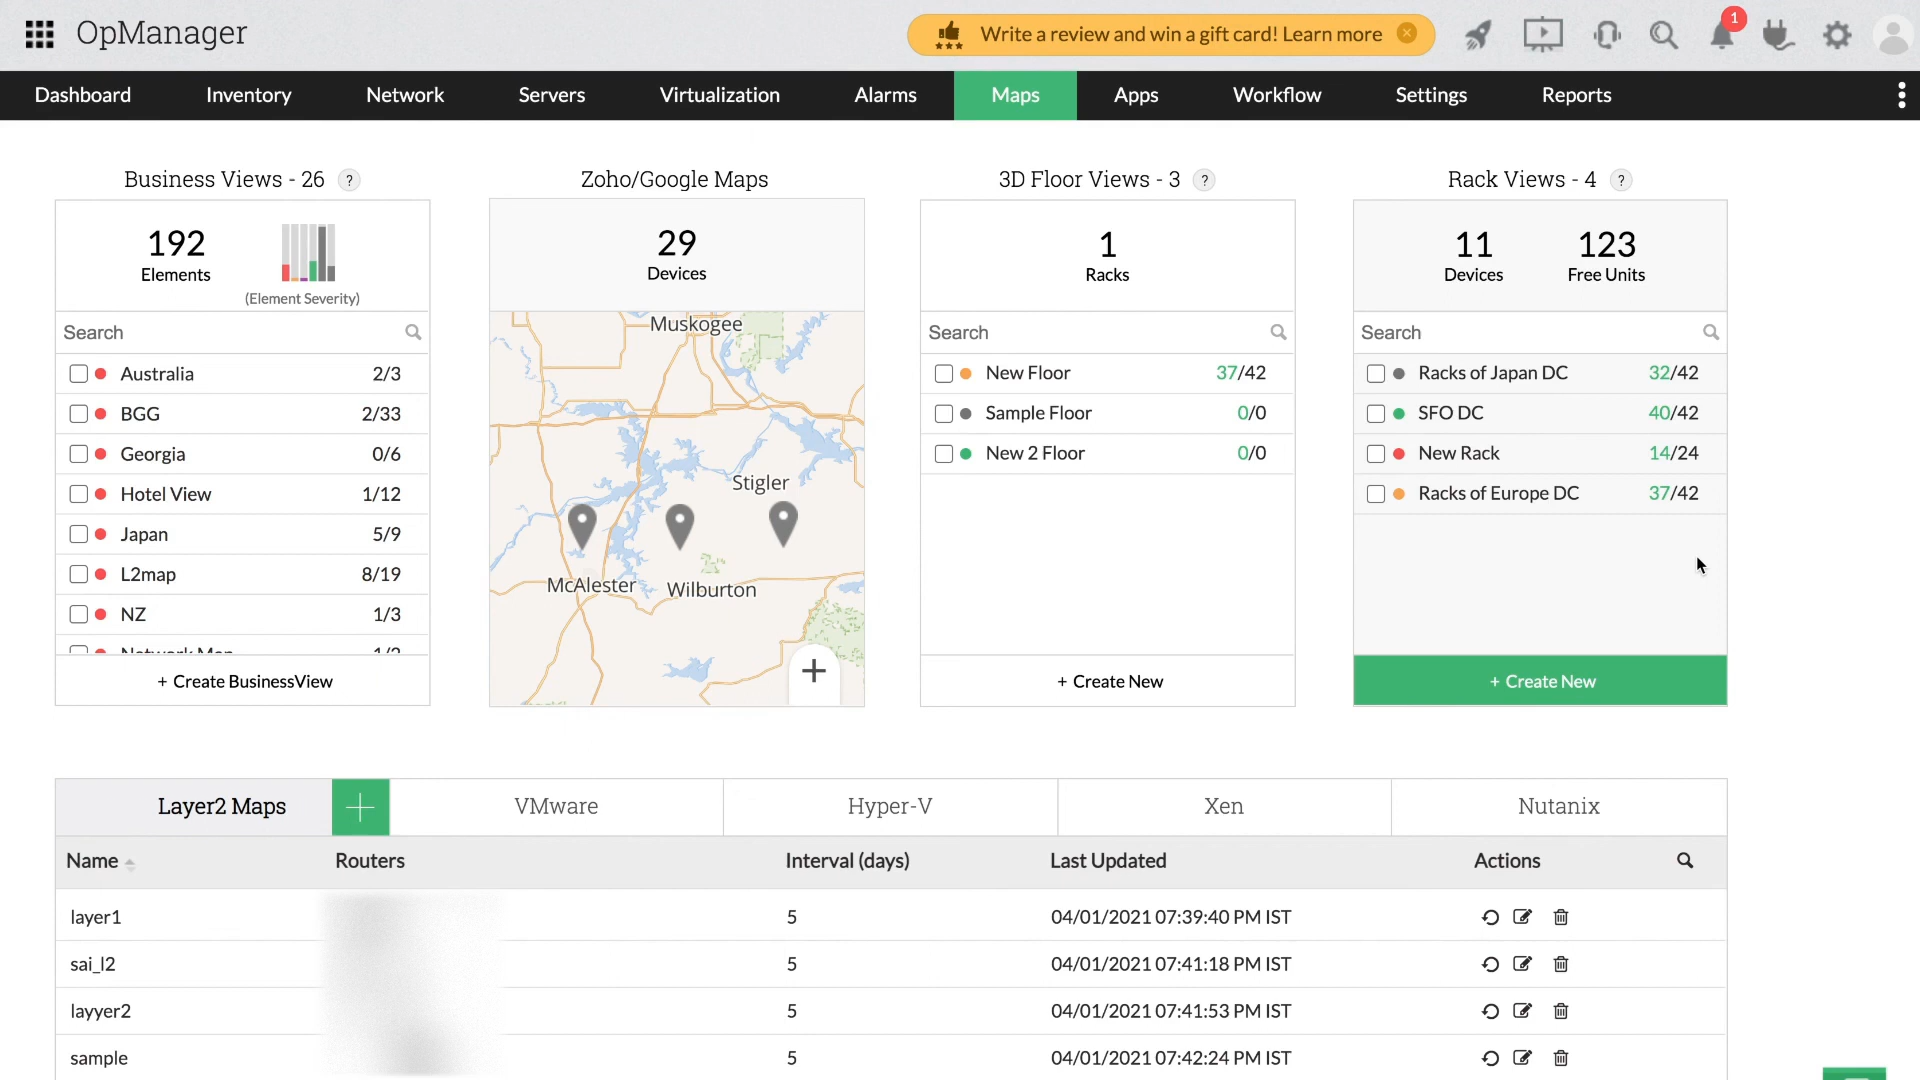 OpManager
Write a review and win a gift card! Learn more
1
Dashboard Inventory Network Servers Virtualization Alarms Maps Apps Workflow Settings Reports
Business Views - 26 ?
192
Elements
(Element Severity)
Search
Australia 2/3
BGG 2/33
Georgia 0/6
Hotel View 1/12
Japan 5/9
L2map 8/19
NZ 1/3
+ Create BusinessView
Zoho/Google Maps
29
Devices
Muskogee
Stigler
McAlester
Wilburton
+
3D Floor Views - 3 ?
1
Racks
Search
New Floor 37/42
Sample Floor 0/0
New 2 Floor 0/0
+ Create New
Rack Views - 4 ?
11 123
Devices Free Units
Search
Racks of Japan DC 32/42
SFO DC 40/42
New Rack 14/24
Racks of Europe DC 37/42
+ Create New
Layer2 Maps + VMware Hyper-V Xen Nutanix
Name Routers Interval (days) Last Updated Actions
layer1 5 04/01/2021 07:39:40 PM IST
sai_l2 5 04/01/2021 07:41:18 PM IST
layyer2 5 04/01/2021 07:41:53 PM IST
sample 5 04/01/2021 07:42:24 PM IST